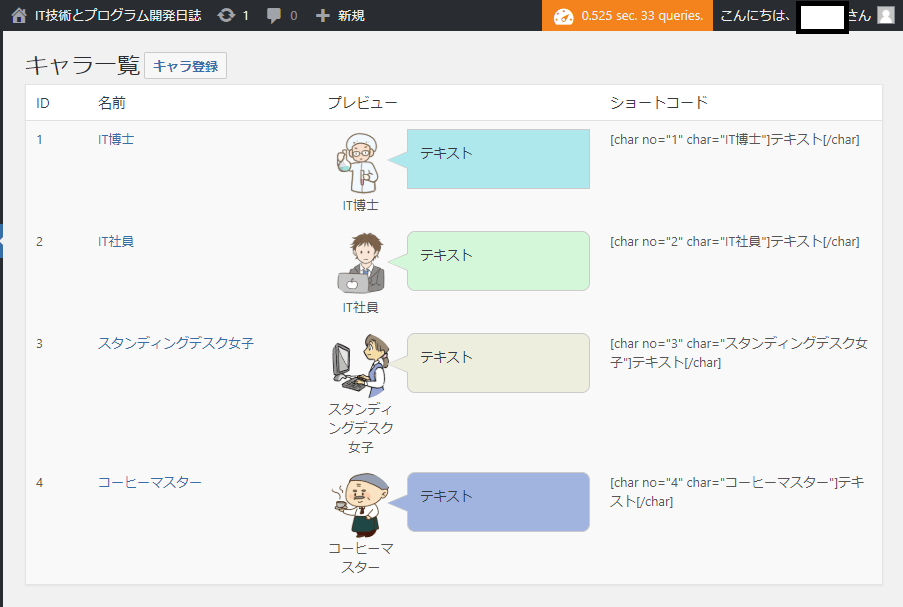 IT技術とプログラム開発日誌 1 0 新規 0.525 sec. 33 queries. こんにちは、 さん
キャラ一覧 キャラ登録
ID 名前 プレビュー ショートコード
1 IT博士 テキスト [char no="1" char="IT博士"]テキスト[/char]
IT博士
2 IT社員 テキスト [char no="2" char="IT社員"]テキスト[/char]
IT社員
3 スタンディングデスク女子 テキスト [char no="3" char="スタンディングデスク女
子"]テキスト[/char]
スタンディ
ングデスク
女子
4 コーヒーマスター テキスト [char no="4" char="コーヒーマスター"]テキ
スト[/char]
コーヒーマ
スター